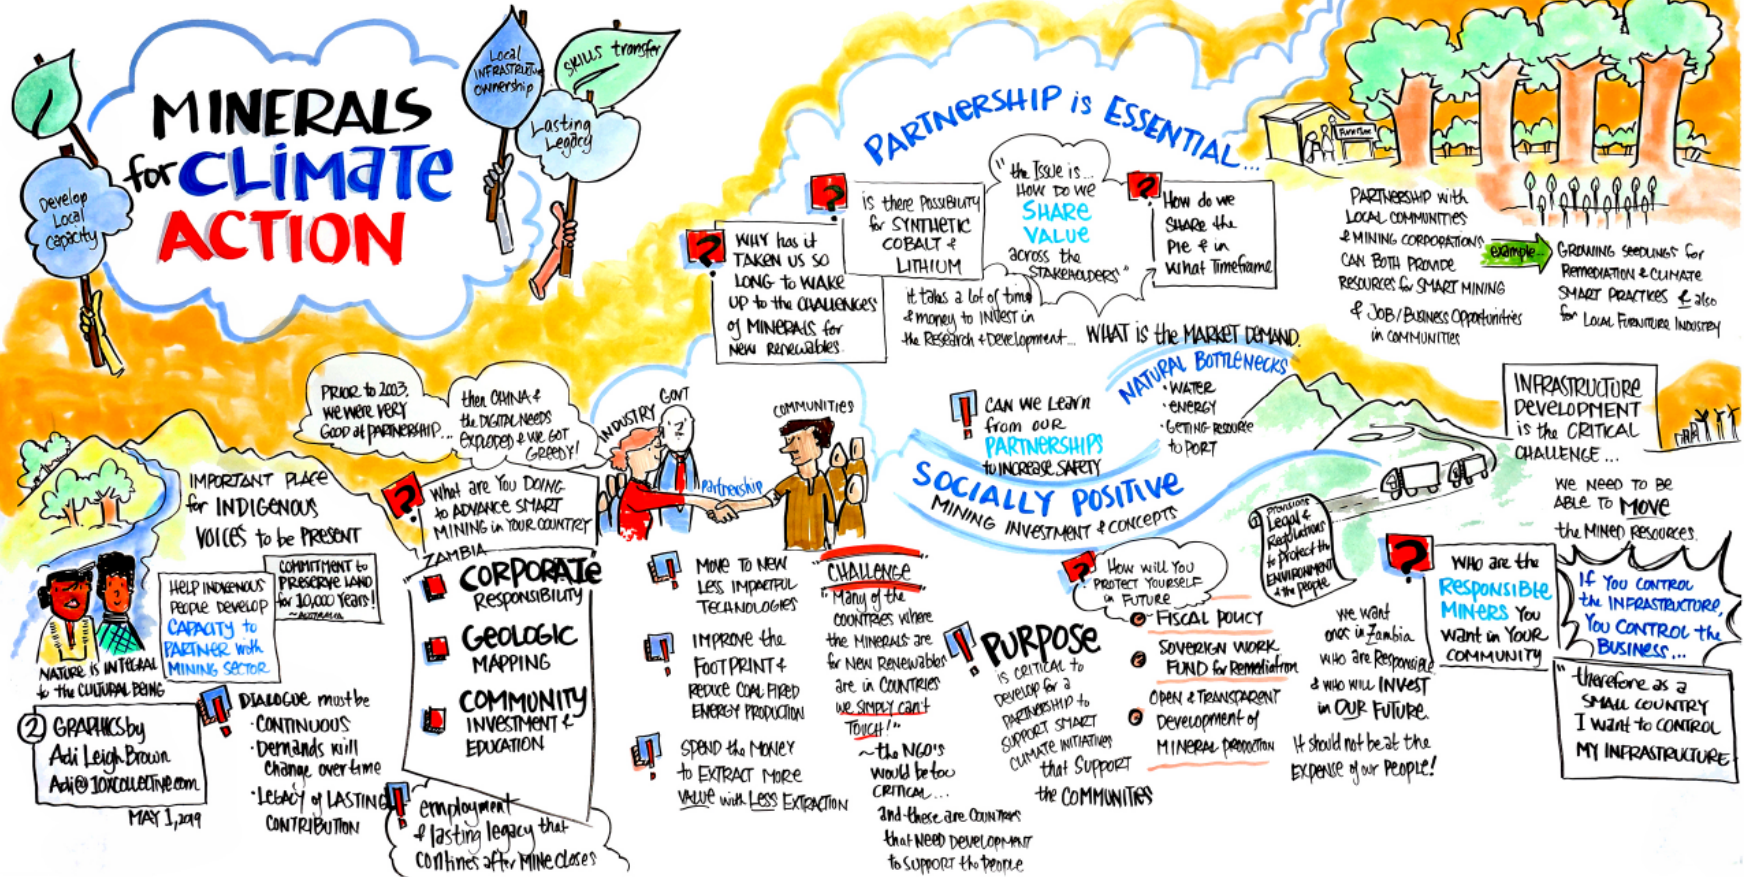 MINERALS
for CLIMATE
ACTION
Develop
Local
Capacity
Local
INFRASTRUCTURE
ownership
SKILLS transfer
Lasting
Legacy
PARTNERSHIP is ESSENTIAL...
?
WHY has it
TAKEN US SO
LONG to WAKE
UP to the CHALLENGES
of MINERALS for
NEW RENEWABLES.
?
is there POSSIBILITY
for SYNTHETIC
COBALT &
LITHIUM
it takes a lot of time
& money to INVEST in
the Research + Development...
"the Issue is...
HOW DO WE
SHARE
VALUE
across the
STAKEHOLDERS"
?
How do we
SHARE the
PIE & in
what Timeframe
WHAT is the MARKET DEMAND.
PARTNERSHIP with
LOCAL COMMUNITIES
& MINING CORPORATIONS
CAN BOTH PROVIDE
RESOURCES for SMART MINING
& JOB/BUSINESS Opportunities
in COMMUNITIES
example...
GROWING SEEDLINGS for
REMEDIATION & CLIMATE
SMART PRACTICES & also
for LOCAL FURNITURE INDUSTRY
PRIOR to 2003.
we were VERY
GOOD at PARTNERSHIP...
then CHINA &
the DIGITAL NEEDS
EXPLODED & WE GOT
GREEDY!
INDUSTRY
GOVT
COMMUNITIES
Partnership
!
CAN WE LEARN
from OUR
PARTNERSHIPS
to INCREASE SAFETY
NATURAL BOTTLENECKS
· WATER
· ENERGY
· GETTING RESOURCE
to PORT
SOCIALLY POSITIVE
MINING INVESTMENT & CONCEPTS
INFRASTRUCTURE
DEVELOPMENT
is the CRITICAL
CHALLENGE...
WE NEED TO BE
ABLE TO MOVE
the MINED RESOURCES.
IMPORTANT PLACE
for INDIGENOUS
VOICES to be PRESENT
COMMITMENT to
PRESERVE LAND
for 10,000 YEARS!
~AUSTRALIA
HELP INDIGENOUS
PEOPLE DEVELOP
CAPACITY to
PARTNER with
MINING SECTOR
NATURE is INTEGRAL
to the CULTURAL BEING
2
GRAPHICS by
Adi Leigh Brown
Adi@10xcollective.com
MAY 1, 2019
!
DIALOGUE must be
· CONTINUOUS
· Demands will
change over time
· LEGACY of LASTING
CONTRIBUTION
?
What are You DOING
to ADVANCE SMART
MINING in YOUR COUNTRY
ZAMBIA
CORPORATE
RESPONSIBILITY
GEOLOGIC
MAPPING
COMMUNITY
INVESTMENT &
EDUCATION
!
employment
& lasting legacy that
continues after MINE closes
!
MOVE TO NEW
LESS IMPACTFUL
TECHNOLOGIES
!
IMPROVE the
FOOTPRINT &
REDUCE COAL FIRED
ENERGY PRODUCTION
!
SPEND the MONEY
to EXTRACT MORE
VALUE with LESS EXTRACTION
"CHALLENGE"
"Many of the
COUNTRIES where
the MINERALS are
for New Renewables
are in COUNTRIES
we SIMPLY can't
TOUCH!"
~ the NGO'S
would be too
CRITICAL...
and these are COUNTRIES
that NEED DEVELOPMENT
to SUPPORT the PEOPLE
!
PURPOSE
is CRITICAL to
DEVELOP for a
PARTNERSHIP to
SUPPORT SMART
CLIMATE INITIATIVES
that SUPPORT
the COMMUNITIES
?
How will You
PROTECT YOURSELF
in FUTURE
FISCAL POLICY
SOVERIGN WORK
FUND for Remediation
OPEN & TRANSPARENT
Development of
MINERAL PRODUCTION
Provisions
Legal &
Regulations
to Protect the
ENVIRONMENT
& the people
we want
ones in Zambia
who are Responsible
& WHO WILL INVEST
in OUR FUTURE.
It should not be at the
EXPENSE of our PEOPLE!
?
WHO are the
RESPONSIBLE
MINERS You
want in YOUR
COMMUNITY
If YOU CONTROL
the INFRASTRUCTURE,
YOU CONTROL the
BUSINESS...
"therefore as a
SMALL COUNTRY
I want to CONTROL
MY INFRASTRUCTURE